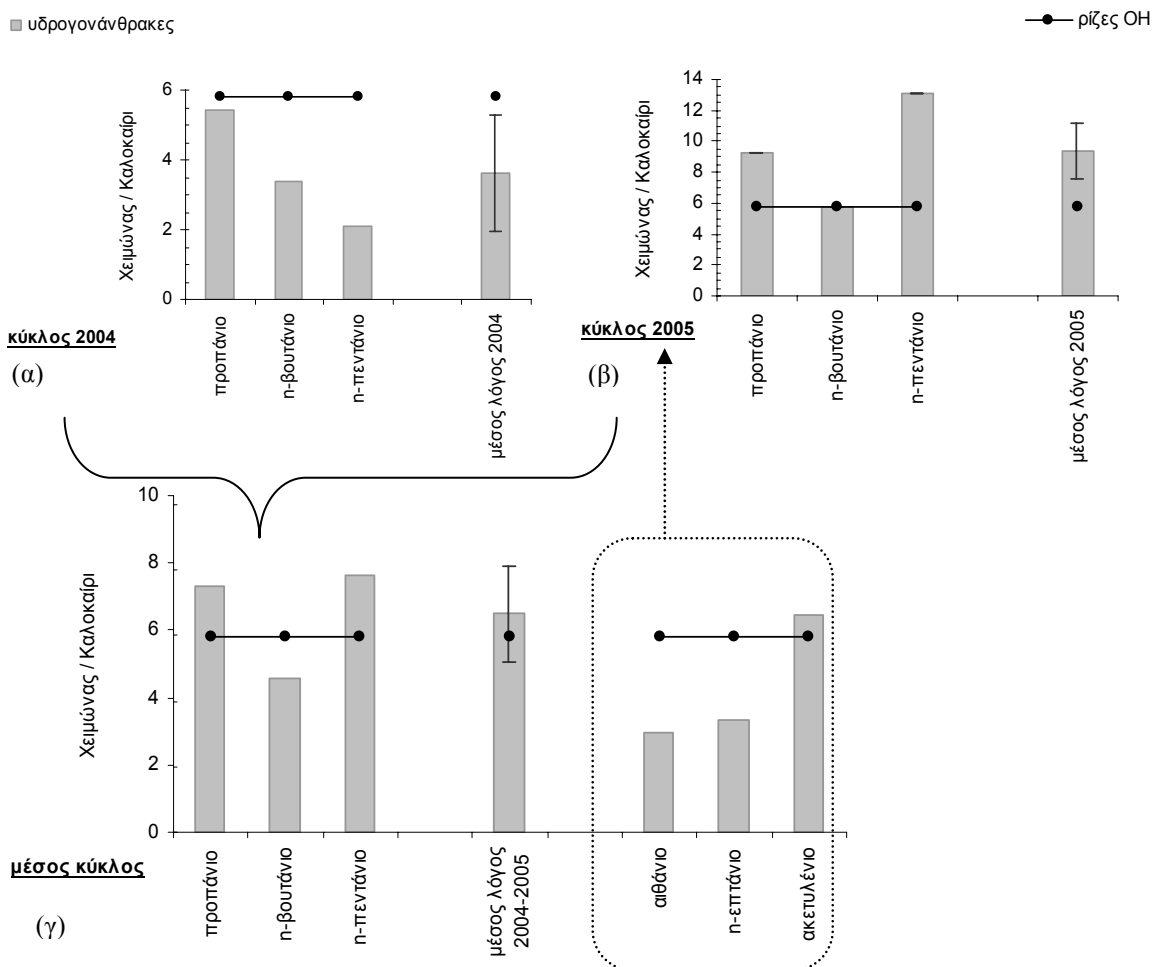 υδρογονάνθρακες
ρίζες OH
Χειμώνας / Καλοκαίρι
6
4
2
0
προπάνιο
n-βουτάνιο
n-πεντάνιο
μέσος λόγος 2004
κύκλος 2004
(α)
Χειμώνας / Καλοκαίρι
14
12
10
8
6
4
2
0
προπάνιο
n-βουτάνιο
n-πεντάνιο
μέσος λόγος 2005
κύκλος 2005
(β)
Χειμώνας / Καλοκαίρι
10
8
6
4
2
0
προπάνιο
n-βουτάνιο
n-πεντάνιο
μέσος λόγος
2004-2005
αιθάνιο
n-επτάνιο
ακετυλένιο
μέσος κύκλος
(γ)